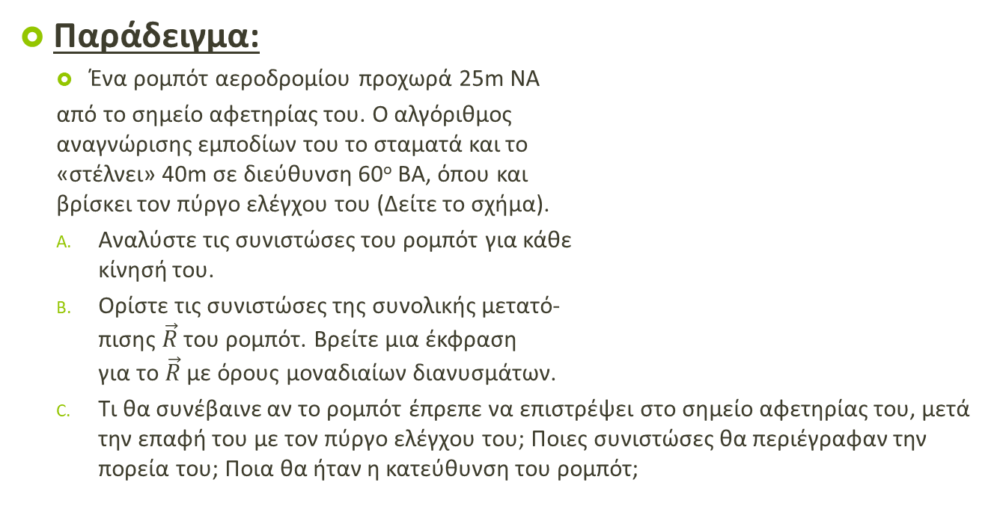 Παράδειγμα:
Ένα ρομπότ αεροδρομίου προχωρά 25m ΝΑ
από το σημείο αφετηρίας του. Ο αλγόριθμος
αναγνώρισης εμποδίων του το σταματά και το
«στέλνει» 40m σε διεύθυνση 60ο ΒΑ, όπου και
βρίσκει τον πύργο ελέγχου του (Δείτε το σχήμα).
A. Αναλύστε τις συνιστώσες του ρομπότ για κάθε
κίνησή του.
B. Ορίστε τις συνιστώσες της συνολικής μετατό-
πισης R⃗ του ρομπότ. Βρείτε μια έκφραση
για το R⃗ με όρους μοναδιαίων διανυσμάτων.
C. Τι θα συνέβαινε αν το ρομπότ έπρεπε να επιστρέψει στο σημείο αφετηρίας του, μετά
την επαφή του με τον πύργο ελέγχου του; Ποιες συνιστώσες θα περιέγραφαν την
πορεία του; Ποια θα ήταν η κατεύθυνση του ρομπότ;